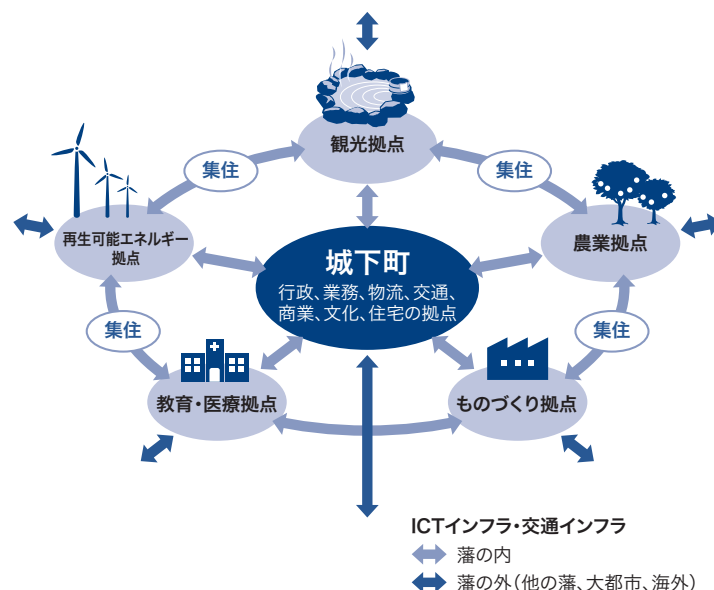 観光拠点
集住
集住
再生可能エネルギー
拠点
農業拠点
城下町
行政、業務、物流、交通、
商業、文化、住宅の拠点
集住
集住
教育・医療拠点
ものづくり拠点
ICTインフラ・交通インフラ
藩の内
藩の外(他の藩、大都市、海外)